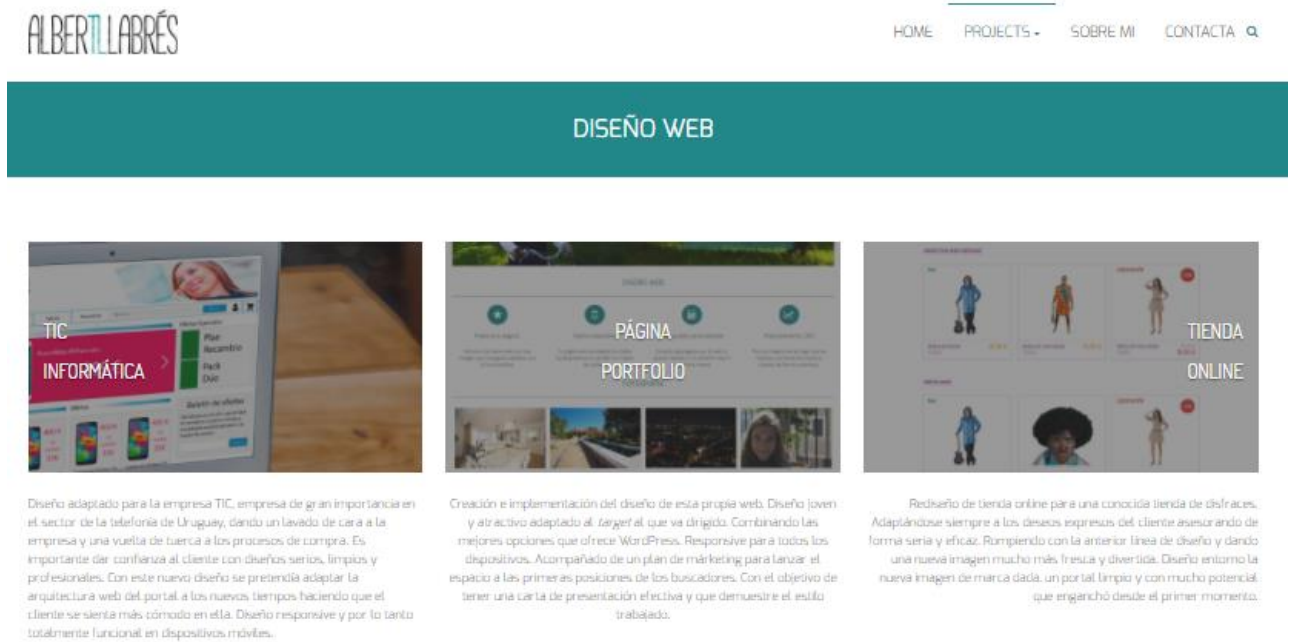 ALBERTLLABRÉS
HOME PROJECTS SOBRE MI CONTACTA
DISEÑO WEB
TIC
INFORMÁTICA
Plan
Recambio
Pack
Dúo
DISEÑO WEB
PÁGINA
PORTFOLIO
FOTOGRAFÍA
TIENDA
ONLINE
Diseño adaptado para la empresa TIC, empresa de gran importancia en
el sector de la telefonía de Uruguay, dando un lavado de cara a la
empresa y una vuelta de tuerca a los procesos de compra. Es
importante dar confianza al cliente con diseños serios, limpios y
profesionales. Con este nuevo diseño se pretendía adaptar la
arquitectura web del portal a los nuevos tiempos haciendo que el
cliente se sienta más cómodo en ella. Diseño responsive y por lo tanto
totalmente funcional en dispositivos móviles.
Creación e implementación del diseño de esta propia web. Diseño joven
y atractivo adaptado al target al que va dirigido. Combinando las
mejores opciones que ofrece WordPress. Responsive para todos los
dispositivos. Acompañado de un plan de márketing para lanzar el
espacio a las primeras posiciones de los buscadores. Con el objetivo de
tener una carta de presentación efectiva y que demuestre el estilo
trabajado.
Rediseño de tienda online para una conocida tienda de disfraces.
Adaptándose siempre a los deseos expresos del cliente asesorando de
forma seria y eficaz. Rompiendo con la anterior línea de diseño y dando
una nueva imagen mucho más fresca y divertida. Diseño entorno la
nueva imagen de marca dada, un portal limpio y con mucho potencial
que enganchó desde el primer momento.